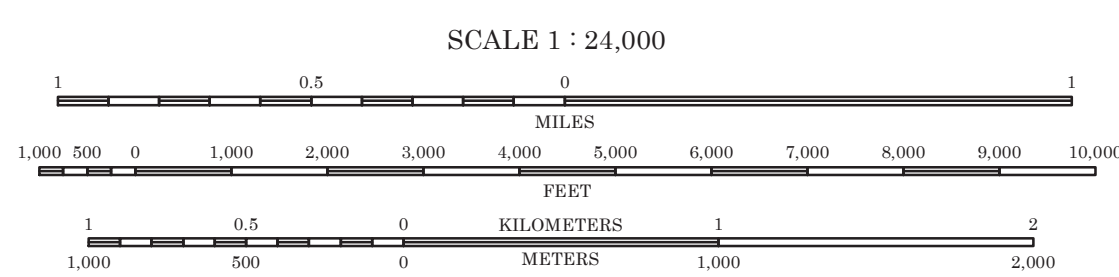 SCALE 1 : 24,000
1 0.5 0 1
MILES
1,000 500 0 1,000 2,000 3,000 4,000 5,000 6,000 7,000 8,000 9,000 10,000
FEET
1 0.5 0 KILOMETERS 1 2
1,000 500 0 METERS 1,000 2,000